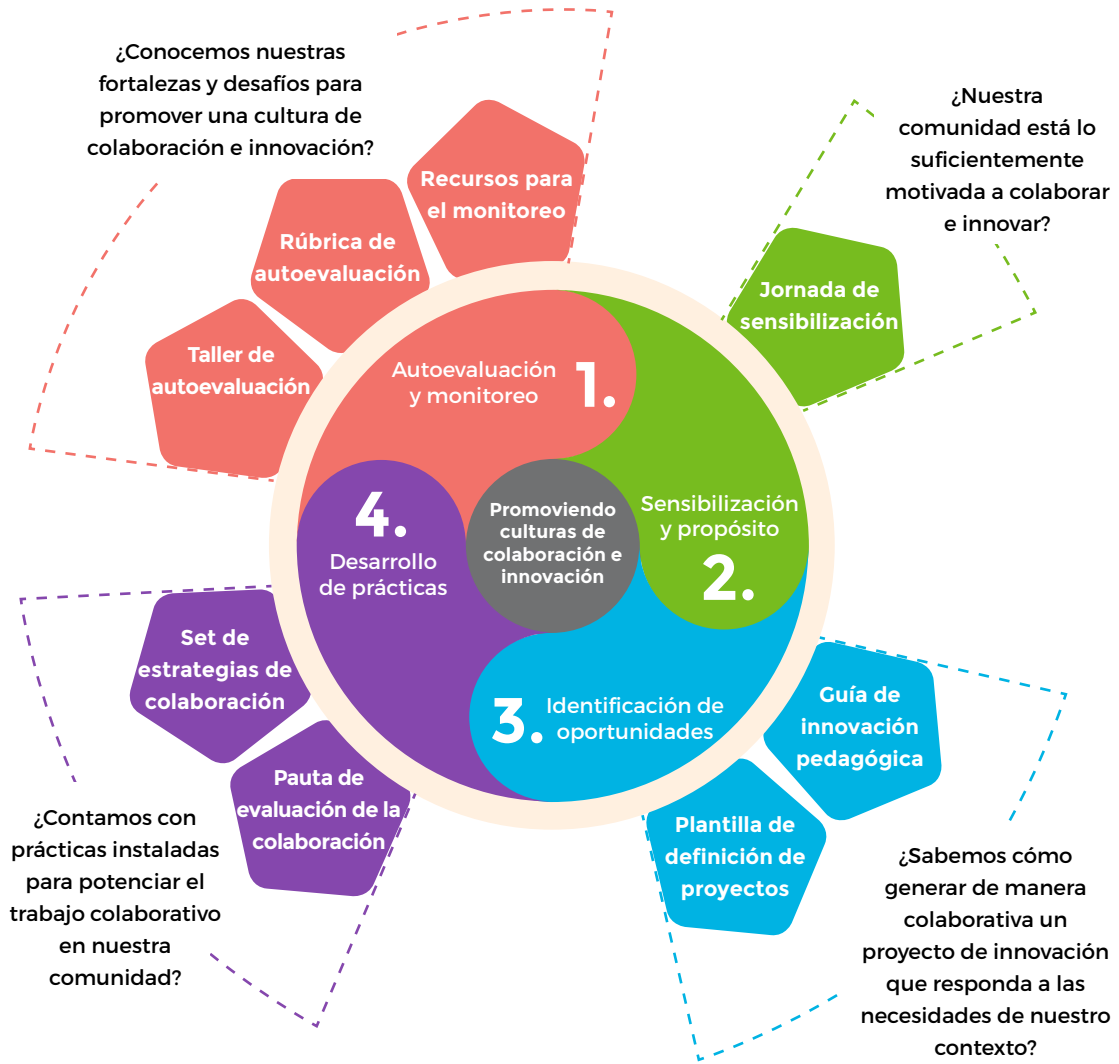 ¿Conocemos nuestras
fortalezas y desafíos para
promover una cultura de
colaboración e innovación?
Recursos para
el monitoreo
Rúbrica de
autoevaluación
Taller de
autoevaluación
¿Nuestra
comunidad está lo
suficientemente
motivada a colaborar
e innovar?
Jornada de
sensibilización
Autoevaluación
y monitoreo
1.
Sensibilización
y propósito
2.
Promoviendo
culturas de
colaboración e
innovación
4.
Desarrollo
de prácticas
3.
Identificación de
oportunidades
Set de
estrategias de
colaboración
Pauta de
evaluación de la
colaboración
Guía de
innovación
pedagógica
Plantilla de
definición de
proyectos
¿Contamos con
prácticas instaladas
para potenciar el
trabajo colaborativo
en nuestra
comunidad?
¿Sabemos cómo
generar de manera
colaborativa un
proyecto de innovación
que responda a las
necesidades de nuestro
contexto?